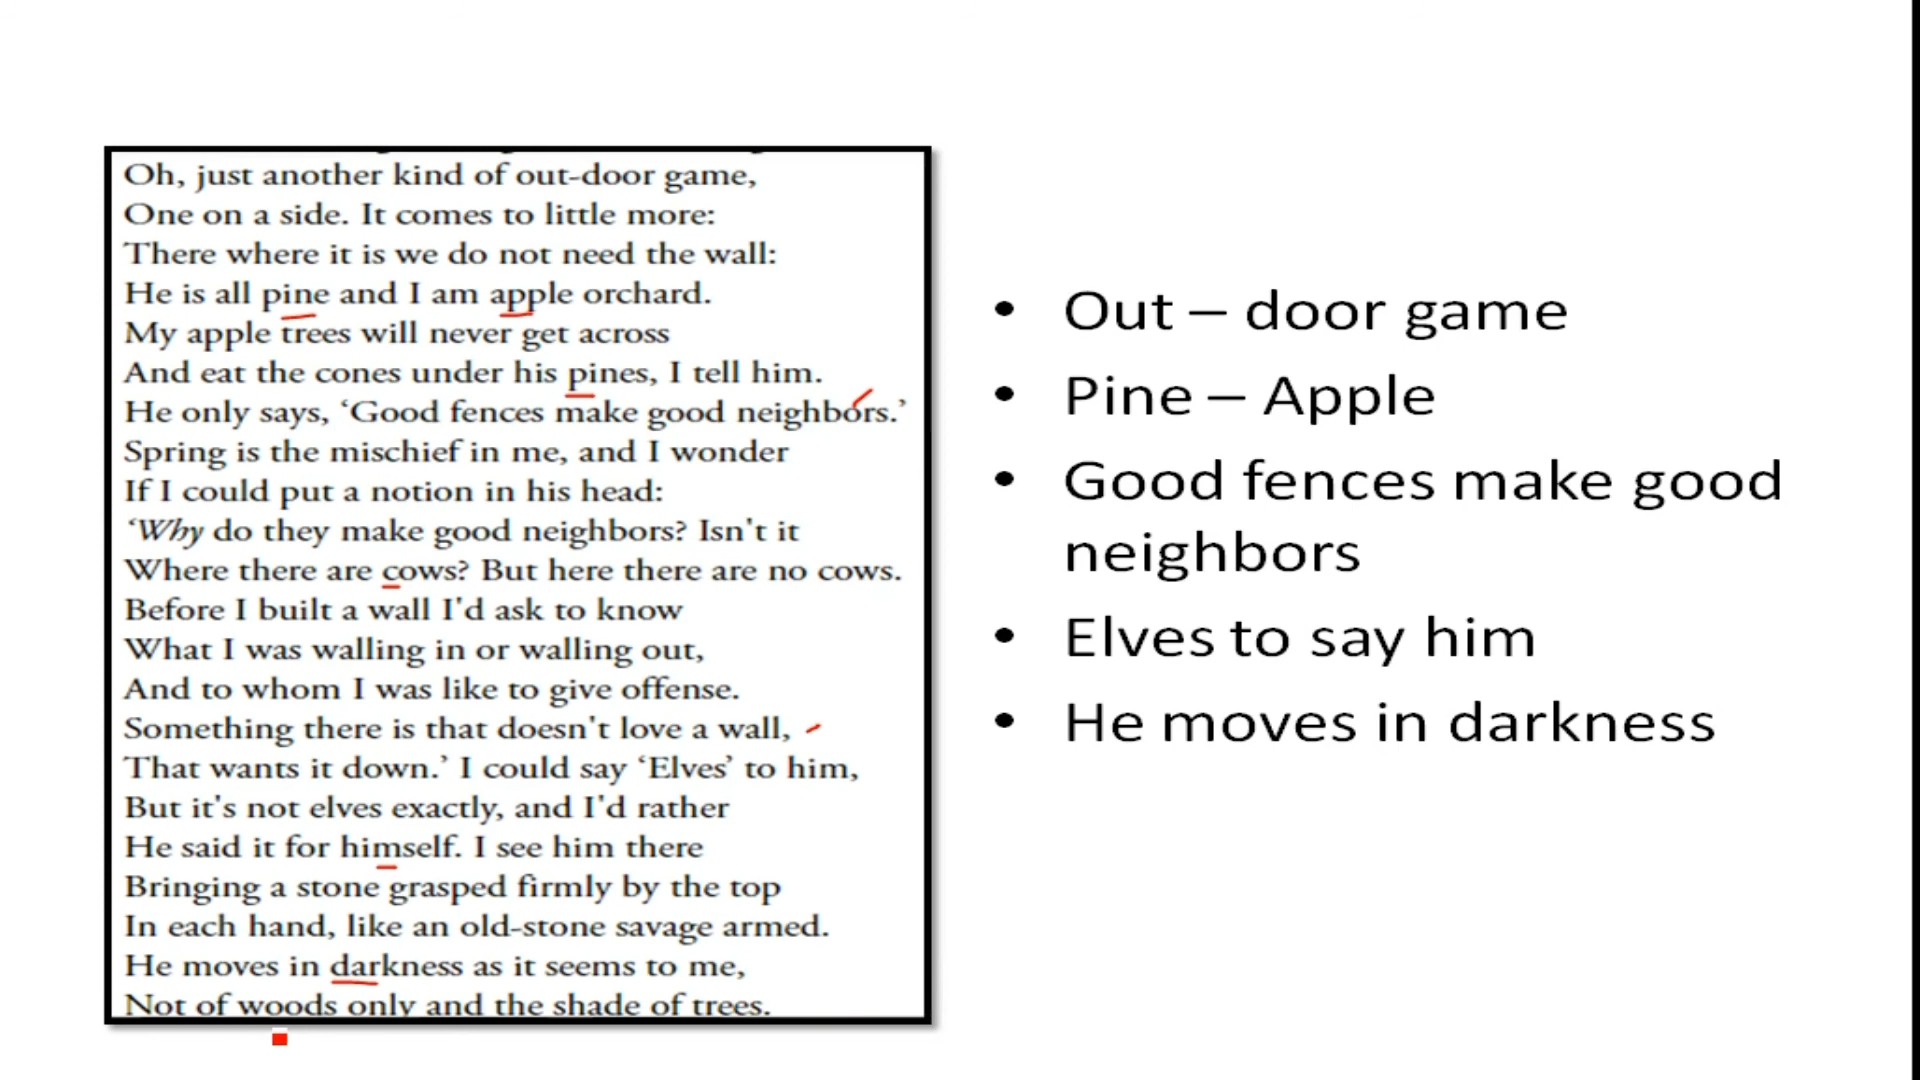 Oh, just another kind of out-door game,
One on a side. It comes to little more:
There where it is we do not need the wall:
He is all pine and I am apple orchard.
My apple trees will never get across
And eat the cones under his pines, I tell him.
He only says, ‘Good fences make good neighbors.’
Spring is the mischief in me, and I wonder
If I could put a notion in his head:
‘Why do they make good neighbors? Isn't it
Where there are cows? But here there are no cows.
Before I built a wall I'd ask to know
What I was walling in or walling out,
And to whom I was like to give offense.
Something there is that doesn't love a wall,
That wants it down.’ I could say ‘Elves’ to him,
But it's not elves exactly, and I'd rather
He said it for himself. I see him there
Bringing a stone grasped firmly by the top
In each hand, like an old-stone savage armed.
He moves in darkness as it seems to me,
Not of woods only and the shade of trees.
• Out – door game
• Pine – Apple
• Good fences make good
neighbors
• Elves to say him
• He moves in darkness